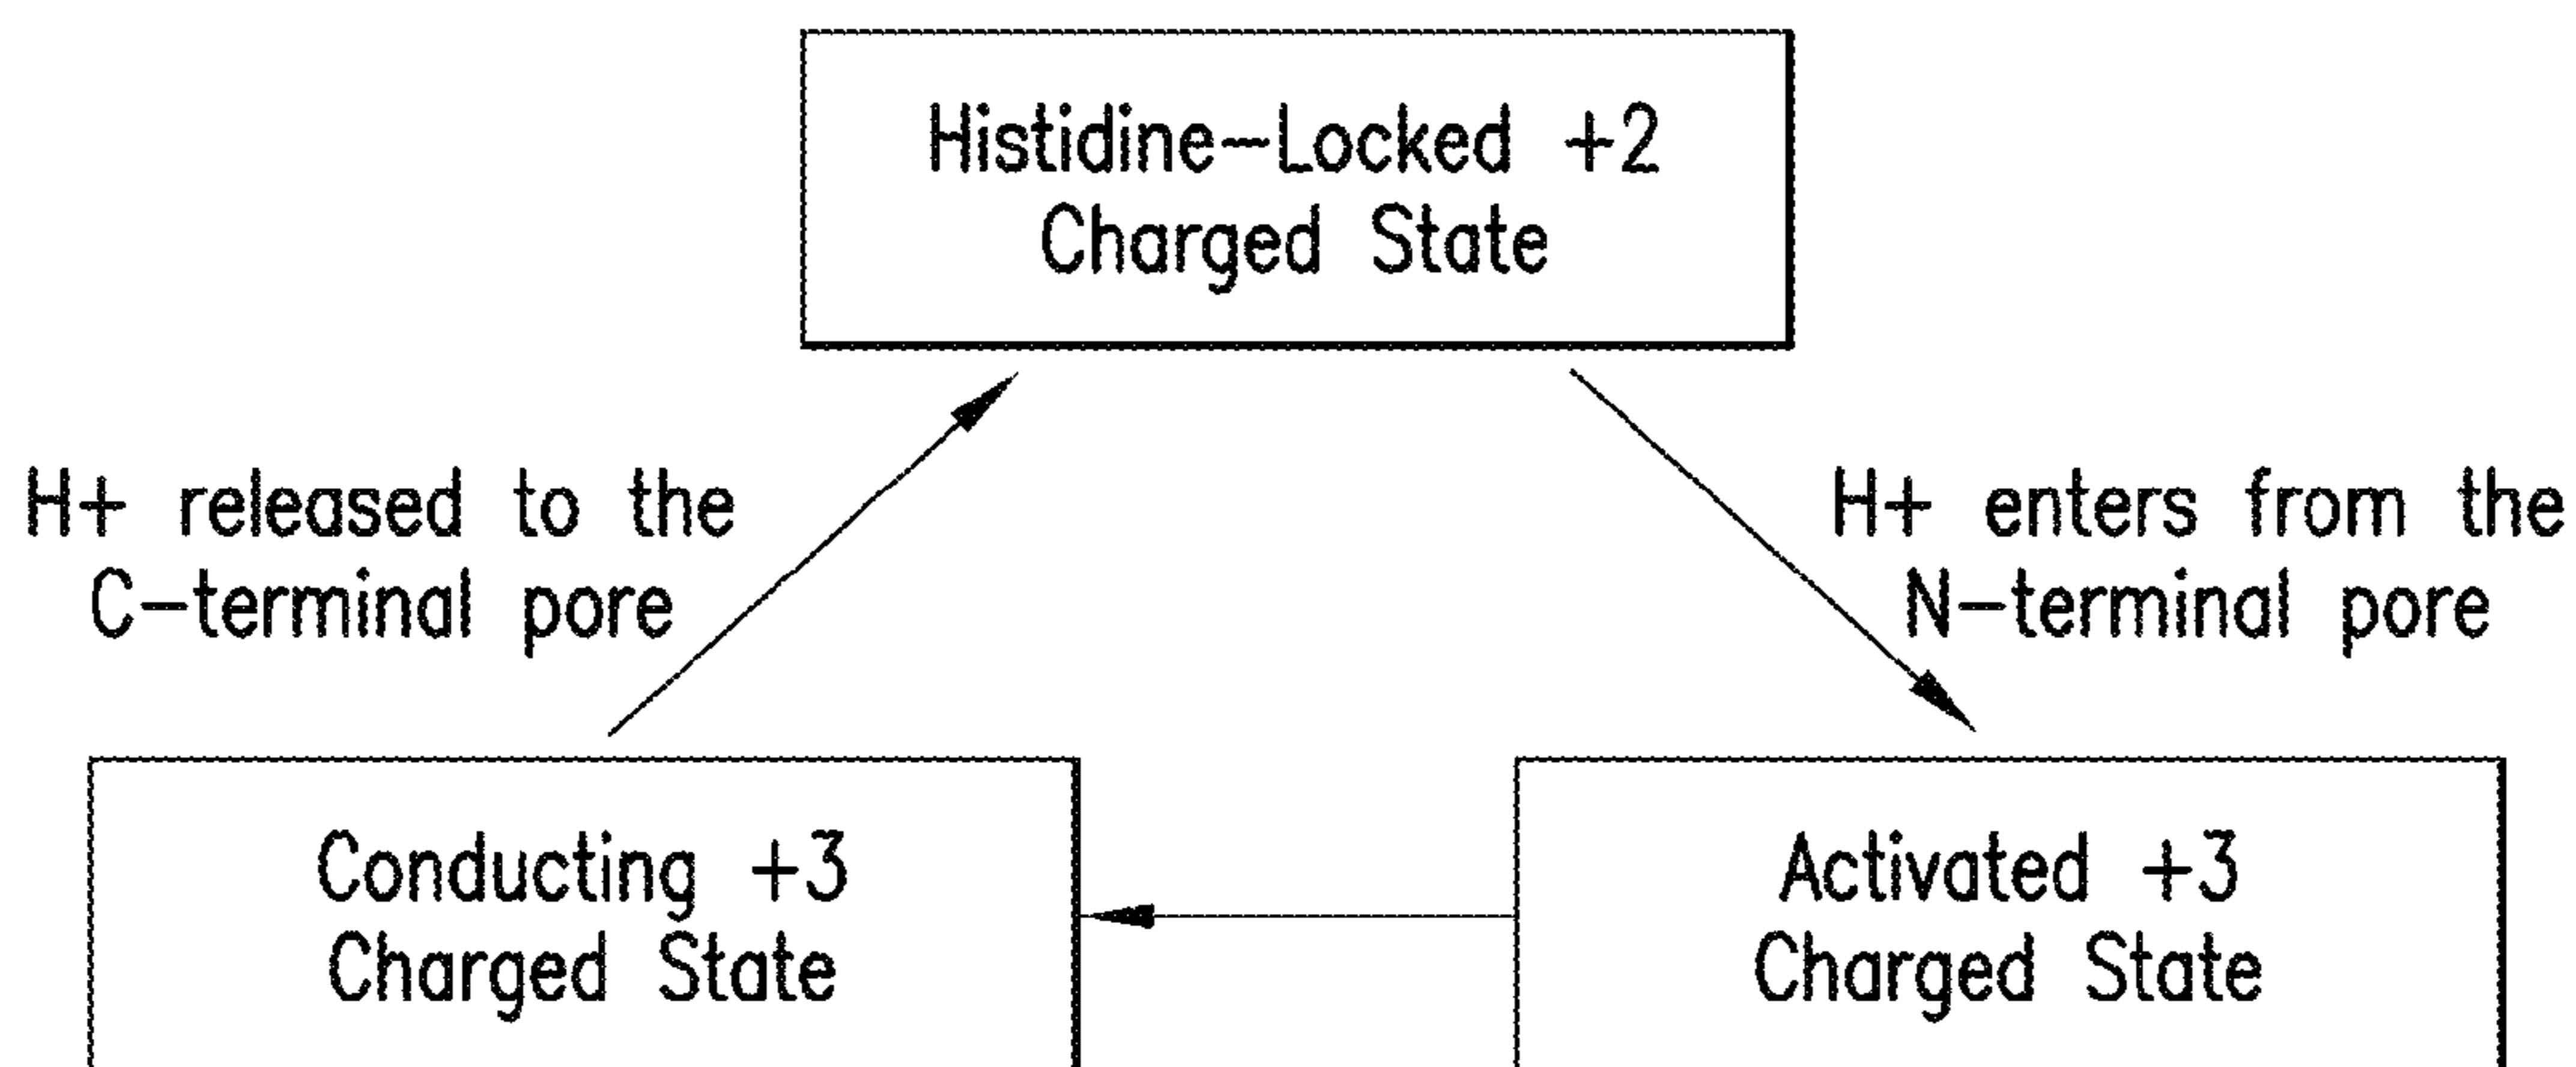 Histidine-Locked +2
Charged State
H+ released to the
C-terminal pore
H+ enters from the
N-terminal pore
Conducting +3
Charged State
Activated +3
Charged State